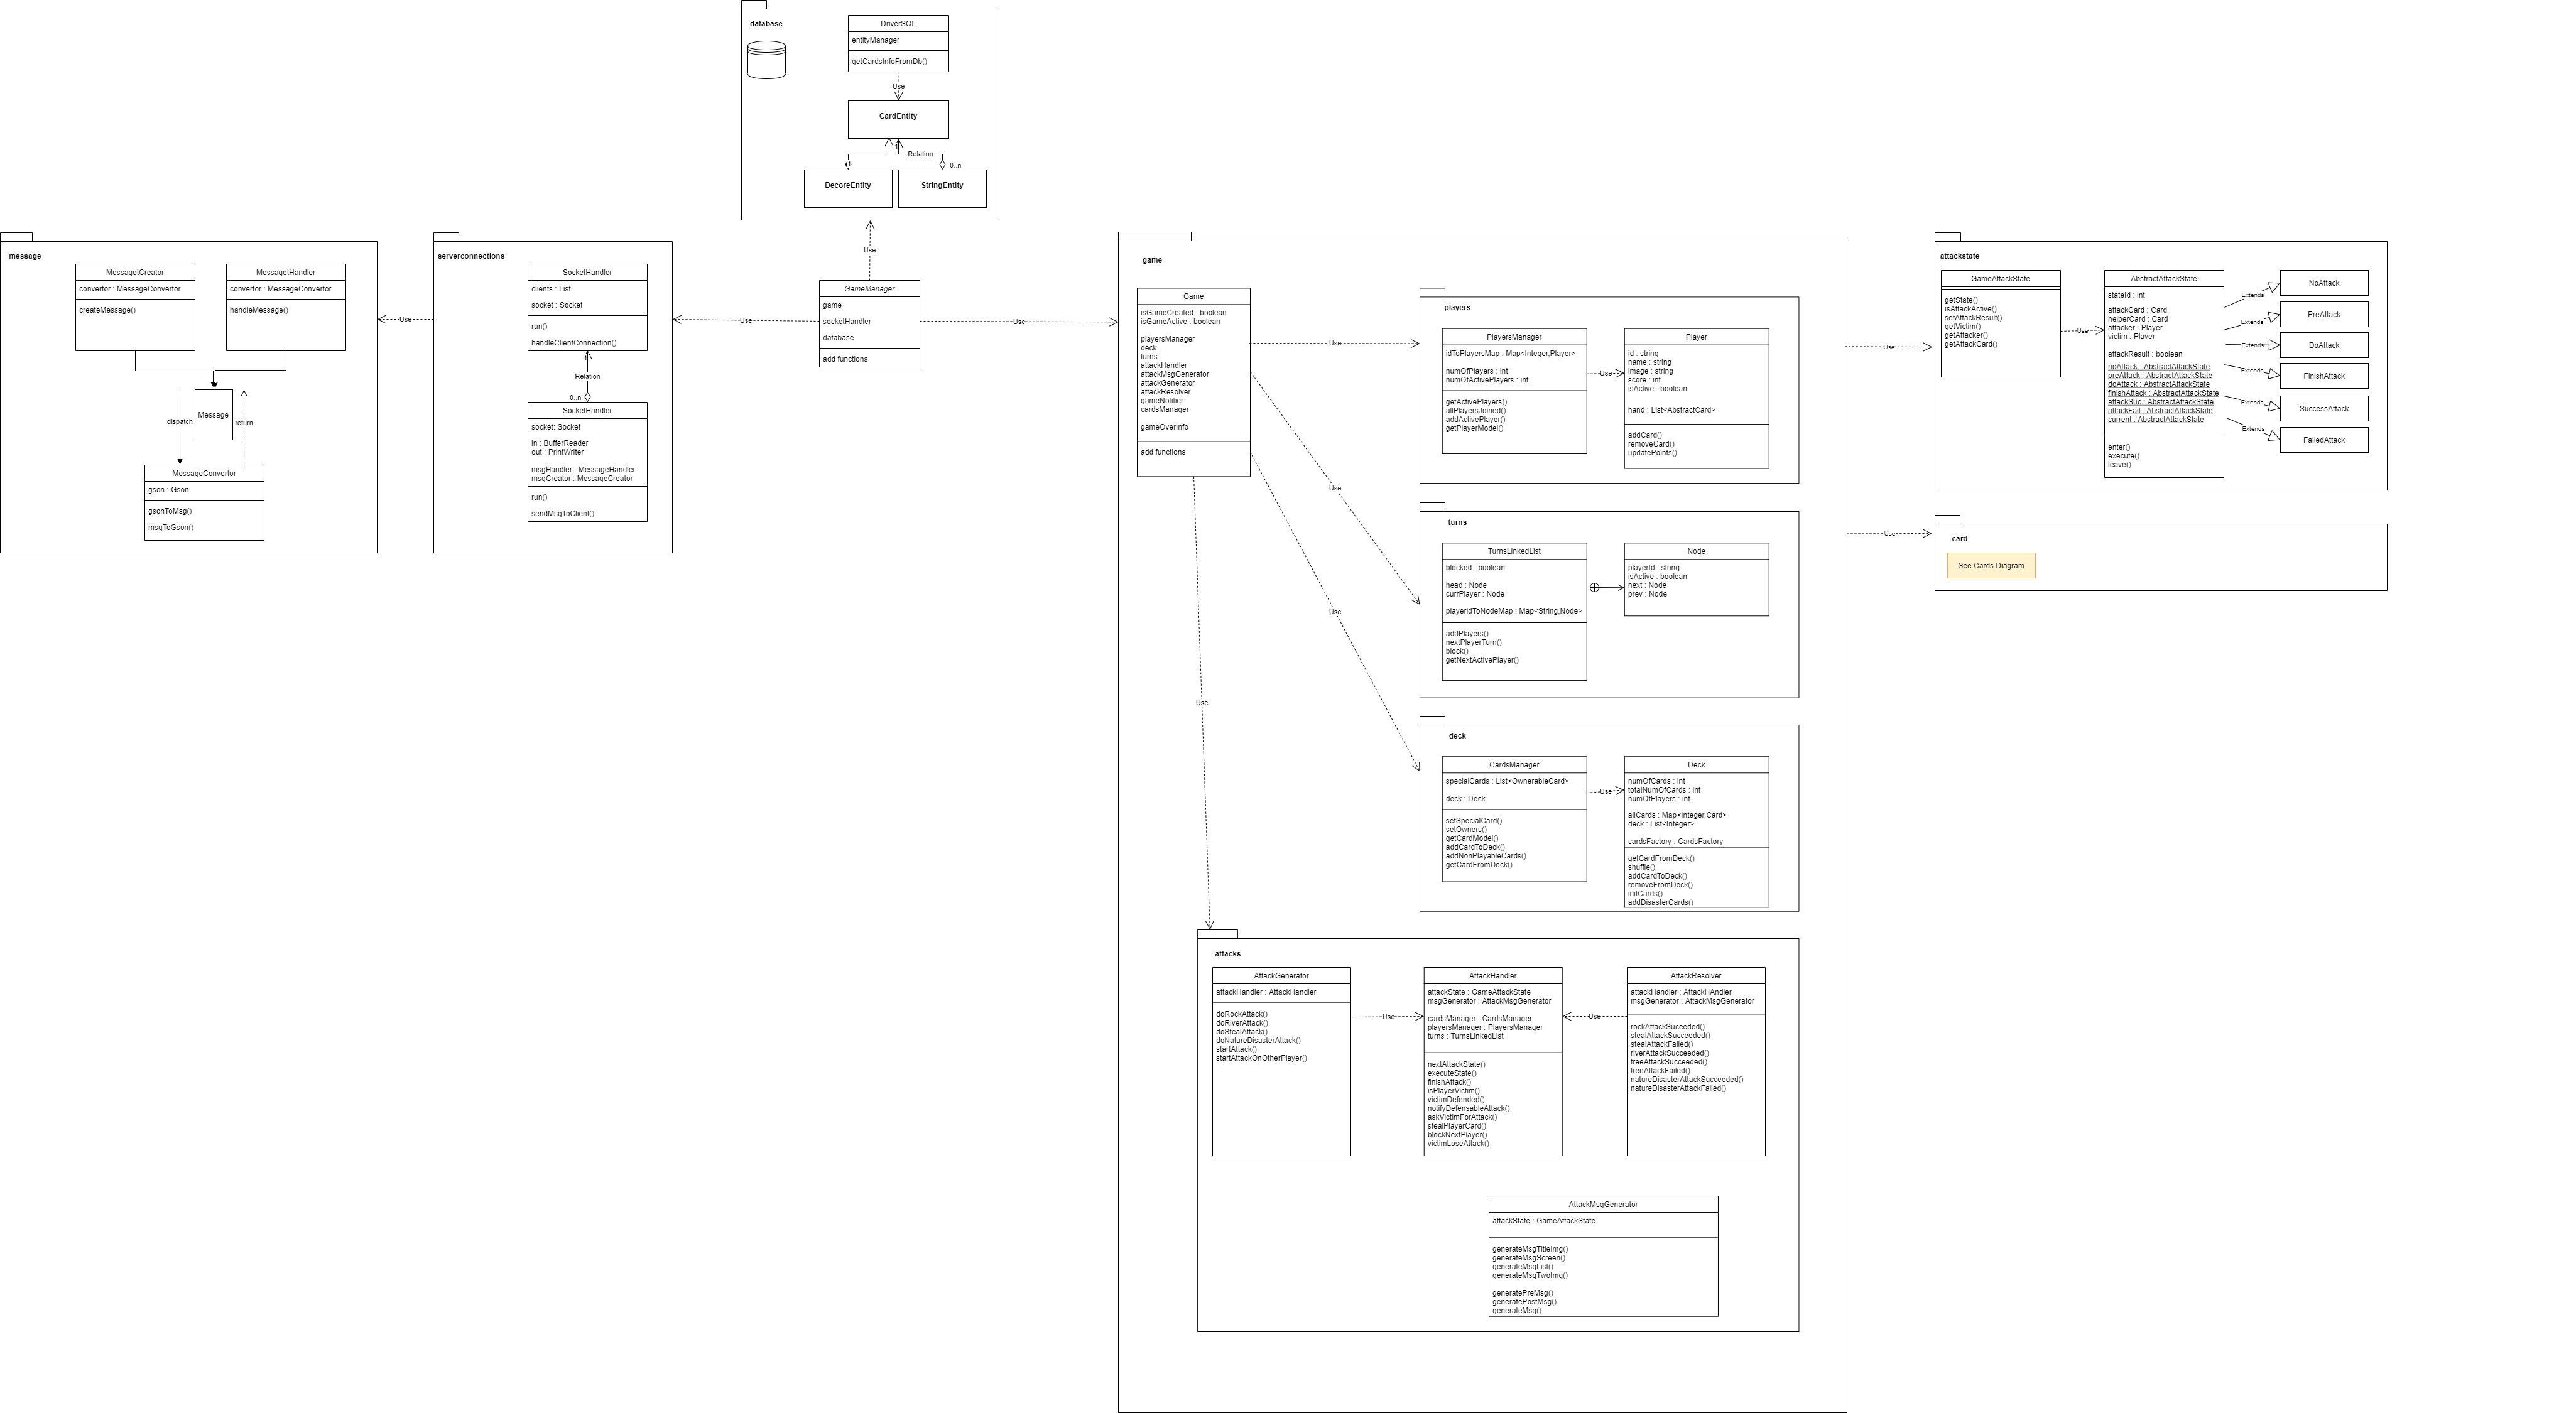 database
DriverSQL
entityManager
getCardsInfoFromDb()
Use
CardEntity
1
Relation
1
0..n
DecoreEntity
StringEntity
Use
message
MessagetCreator
convertor : MessageConvertor
createMessage()
MessagetHandler
convertor : MessageConvertor
handleMessage()
Message
dispatch
return
MessageConvertor
gson : Gson
gsonToMsg()
msgToGson()
Use
serverconnections
SocketHandler
clients : List
socket : Socket
run()
handleClientConnection()
1
Relation
0..n
SocketHandler
socket: Socket
in : BufferReader
out : PrintWriter
msgHandler : MessageHandler
msgCreator : MessageCreator
run()
sendMsgToClient()
Use
GameManager
game
socketHandler
database
add functions
Use
game
Game
isGameCreated : boolean
isGameActive : boolean
playersManager
deck
turns
attackHandler
attackMsgGenerator
attackGenerator
attackResolver
gameNotifier
cardsManager
gameOverInfo
add functions
Use
Use
Use
Use
players
PlayersManager
idToPlayersMap : Map<Integer,Player>
numOfPlayers : int
numOfActivePlayers : int
getActivePlayers()
allPlayersJoined()
addActivePlayer()
getPlayerModel()
Use
Player
id : string
name : string
image : string
score : int
isActive : boolean
hand : List<AbstractCard>
addCard()
removeCard()
updatePoints()
turns
TurnsLinkedList
blocked : boolean
head : Node
currPlayer : Node
playeridToNodeMap : Map<String,Node>
addPlayers()
nextPlayerTurn()
block()
getNextActivePlayer()
Node
playerId : string
isActive : boolean
next : Node
prev : Node
deck
CardsManager
specialCards : List<OwnerableCard>
deck : Deck
setSpecialCard()
setOwners()
getCardModel()
addCardToDeck()
addNonPlayableCards()
getCardFromDeck()
Use
Deck
numOfCards : int
totalNumOfCards : int
numOfPlayers : int
allCards : Map<Integer,Card>
deck : List<Integer>
cardsFactory : CardsFactory
getCardFromDeck()
shuffle()
addCardToDeck()
removeFromDeck()
initCards()
addDisasterCards()
attacks
AttackGenerator
attackHandler : AttackHandler
doRockAttack()
doRiverAttack()
doStealAttack()
doNatureDisasterAttack()
startAttack()
startAttackOnOtherPlayer()
Use
AttackHandler
attackState : GameAttackState
msgGenerator : AttackMsgGenerator
cardsManager : CardsManager
playersManager : PlayersManager
turns : TurnsLinkedList
nextAttackState()
executeState()
finishAttack()
isPlayerVictim()
victimDefended()
notifyDefensableAttack()
askVictimForAttack()
stealPlayerCard()
blockNextPlayer()
victimLoseAttack()
Use
AttackResolver
attackHandler : AttackHAndler
msgGenerator : AttackMsgGenerator
rockAttackSuceeded()
stealAttackSucceeded()
stealAttackFailed()
riverAttackSucceeded()
treeAttackSucceeded()
treeAttackFailed()
natureDisasterAttackSucceeded()
natureDisasterAttackFailed()
AttackMsgGenerator
attackState : GameAttackState
generateMsgTitleImg()
generateMsgScreen()
generateMsgList()
generateMsgTwoImg()
generatePreMsg()
generatePostMsg()
generateMsg()
Use
Use
attackstate
GameAttackState
getState()
isAttackActive()
setAttackResult()
getVictim()
getAttacker()
getAttackCard()
Use
AbstractAttackState
stateId : int
attackCard : Card
helperCard : Card
attacker : Player
victim : Player
attackResult : boolean
noAttack : AbstractAttackState
preAttack : AbstractAttackState
doAttack : AbstractAttackState
finishAttack : AbstractAttackState
attackSuc : AbstractAttackState
attackFail : AbstractAttackState
current : AbstractAttackState
enter()
execute()
leave()
Extends
Extends
Extends
Extends
Extends
Extends
NoAttack
PreAttack
DoAttack
FinishAttack
SuccessAttack
FailedAttack
card
See Cards Diagram